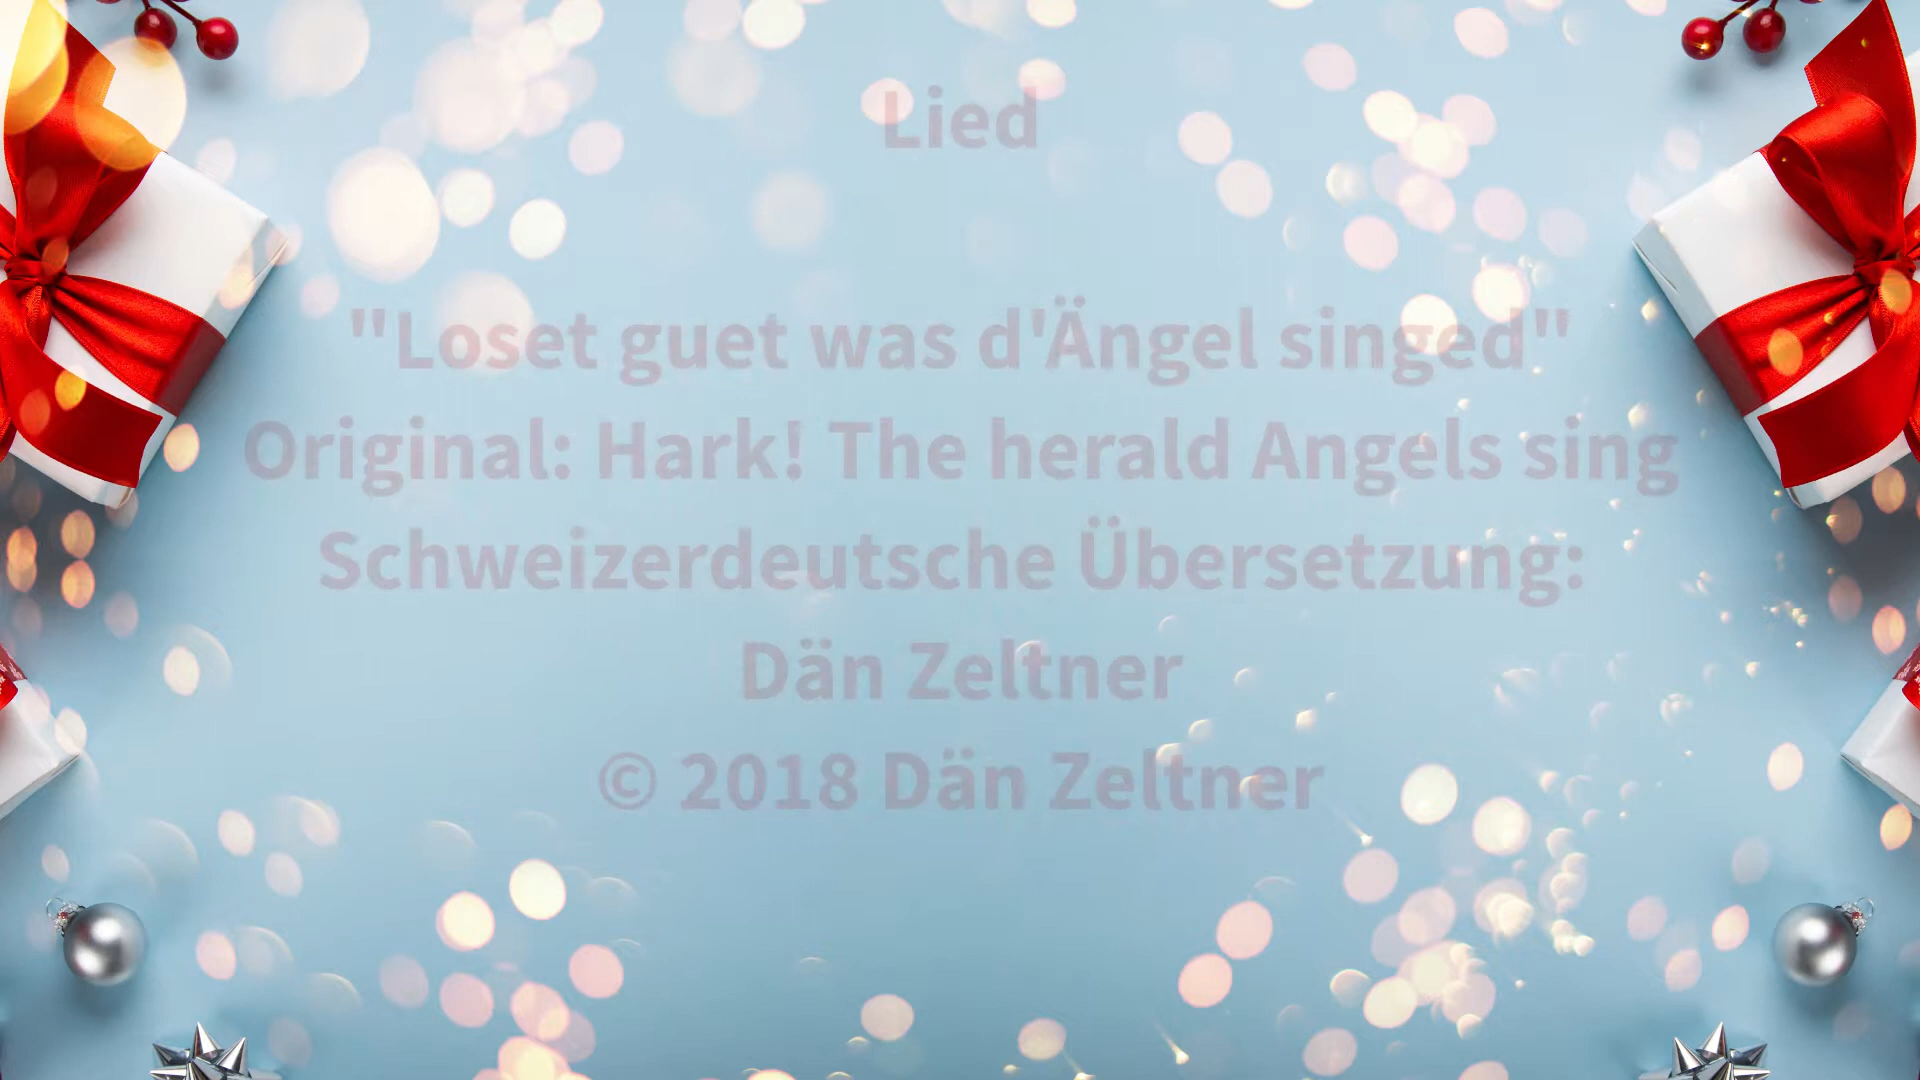 Lied
"Loset guet was d'Ängel singed"
Original: Hark! The herald Angels sing
Schweizerdeutsche Übersetzung:
Dän Zeltner
© 2018 Dän Zeltner